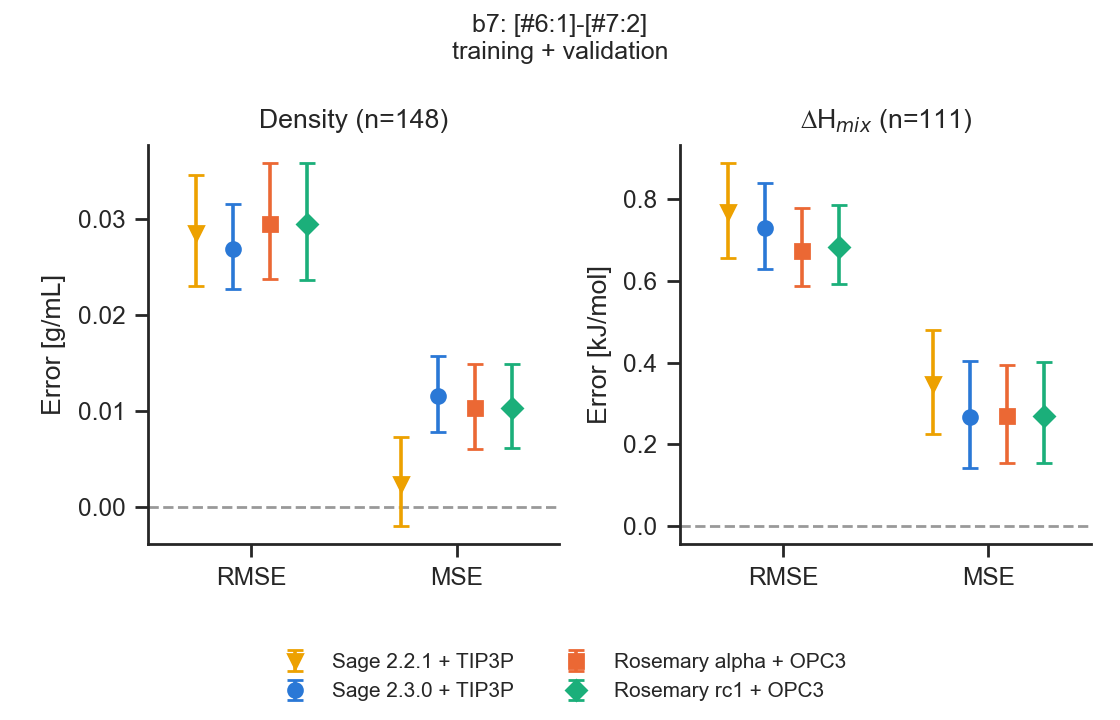 b7: [#6:1]-[#7:2]
training + validation
Density (n=148)
Error [g/mL]
0.03
0.02
0.01
0.00
RMSE
MSE
ΔHmix (n=111)
Error [kJ/mol]
0.8
0.6
0.4
0.2
0.0
RMSE
MSE
Sage 2.2.1 + TIP3P
Sage 2.3.0 + TIP3P
Rosemary alpha + OPC3
Rosemary rc1 + OPC3